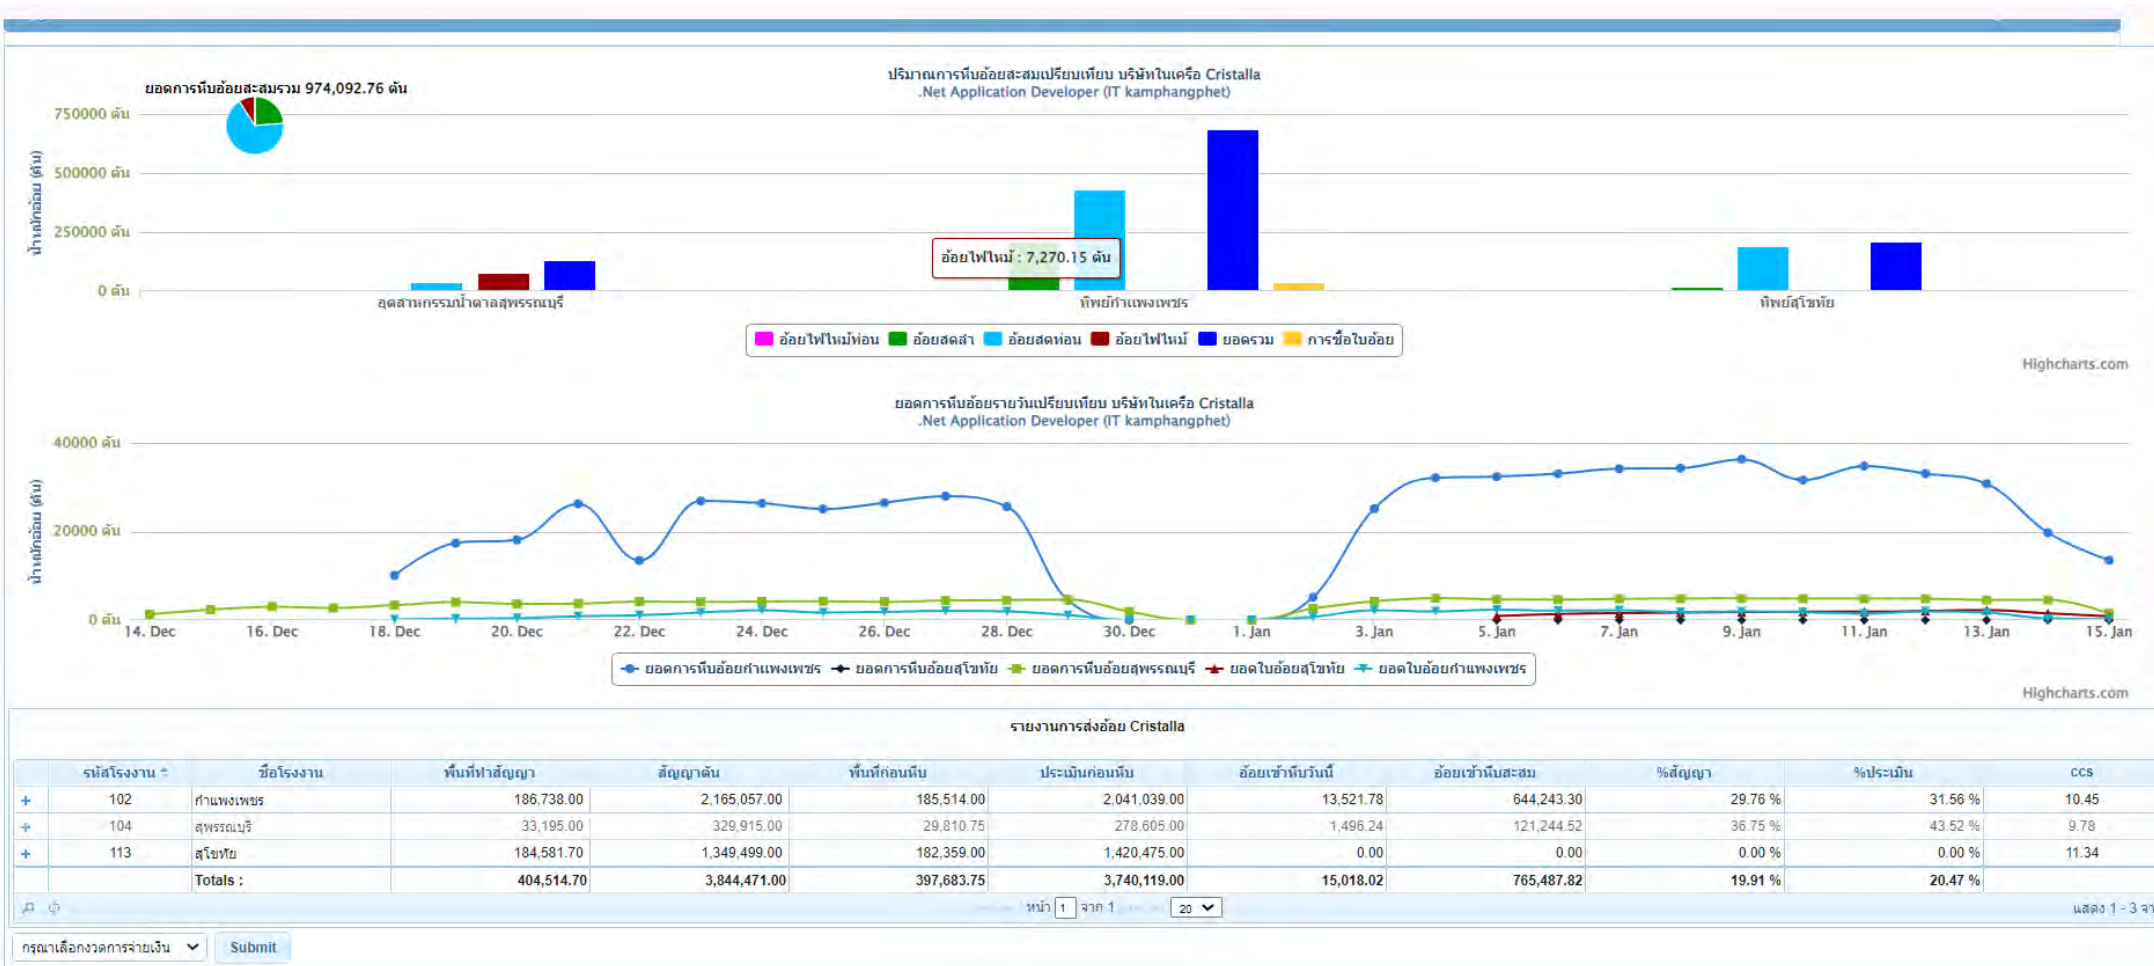 ปริมาณการหีบอ้อยสะสมเปรียบเทียบ บริษัทในเครือ Cristalla
.Net Application Developer (IT kamphangphet)
ยอดการหีบอ้อยสะสมรวม 974,092.76 ตัน
น้ำหนักอ้อย (ตัน)
750000 ตัน
500000 ตัน
250000 ตัน
0 ตัน
อ้อยไฟไหม้ : 7,270.15 ตัน
อุตสาหกรรมน้ำตาลสุพรรณบุรี ทิพย์กำแพงเพชร ทิพย์สุโขทัย
อ้อยไฟไหม้ท่อน อ้อยสดลำ อ้อยสดท่อน อ้อยไฟไหม้ ยอดรวม การซื้อใบอ้อย
Highcharts.com
ยอดการหีบอ้อยรายวันเปรียบเทียบ บริษัทในเครือ Cristalla
.Net Application Developer (IT kamphangphet)
น้ำหนักอ้อย (ตัน)
40000 ตัน
20000 ตัน
0 ตัน
14. Dec 16. Dec 18. Dec 20. Dec 22. Dec 24. Dec 26. Dec 28. Dec 30. Dec 1. Jan 3. Jan 5. Jan 7. Jan 9. Jan 11. Jan 13. Jan 15. Jan
ยอดการหีบอ้อยกำแพงเพชร ยอดการหีบอ้อยสุโขทัย ยอดการหีบอ้อยสุพรรณบุรี ยอดใบอ้อยสุโขทัย ยอดใบอ้อยกำแพงเพชร
Highcharts.com
รายงานการส่งอ้อย Cristalla
รหัสโรงงาน ชื่อโรงงาน พื้นที่ทำสัญญา สัญญาตัน พื้นที่ก่อนหีบ ประเมินก่อนหีบ อ้อยเข้าหีบวันนี้ อ้อยเข้าหีบสะสม %สัญญา %ประเมิน ccs
102 กำแพงเพชร 186,738.00 2,165,057.00 185,514.00 2,041,039.00 13,521.78 644,243.30 29.76 % 31.56 % 10.45
104 สุพรรณบุรี 33,195.00 329,915.00 29,810.75 278,605.00 1,496.24 121,244.52 36.75 % 43.52 % 9.78
113 สุโขทัย 184,581.70 1,349,499.00 182,359.00 1,420,475.00 0.00 0.00 0.00 % 0.00 % 11.34
Totals : 404,514.70 3,844,471.00 397,683.75 3,740,119.00 15,018.02 765,487.82 19.91 % 20.47 %
หน้า 1 จาก 1 20 แสดง 1 - 3 จา
กรุณาเลือกงวดการจ่ายเงิน Submit